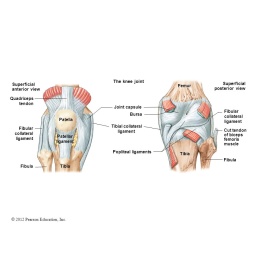 The knee joint
Superficial
anterior view
Quadriceps
tendon
Patella
Fibular
collateral
ligament
Patellar
ligament
Fibula
Tibia
Joint capsule
Bursa
Tibial collateral
ligament
Popliteal ligaments
Superficial
posterior view
Femur
Fibular
collateral
ligament
Cut tendon
of biceps
femoris
muscle
Tibia
Fibula
© 2012 Pearson Education, Inc.